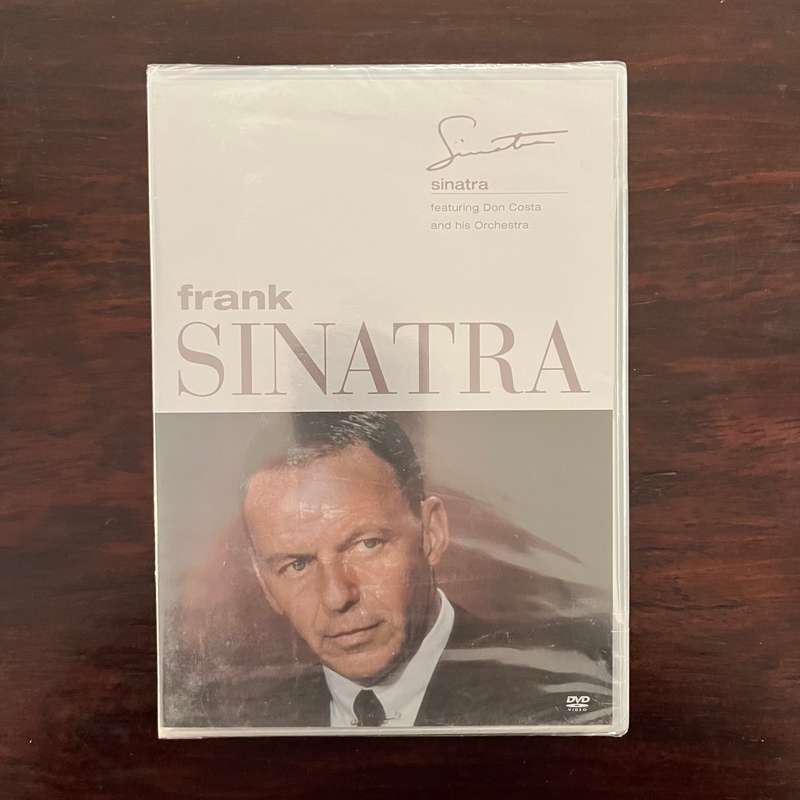 Sinatra
sinatra
featuring Don Costa
and his Orchestra
frank
SINATRA
DVD
VIDEO